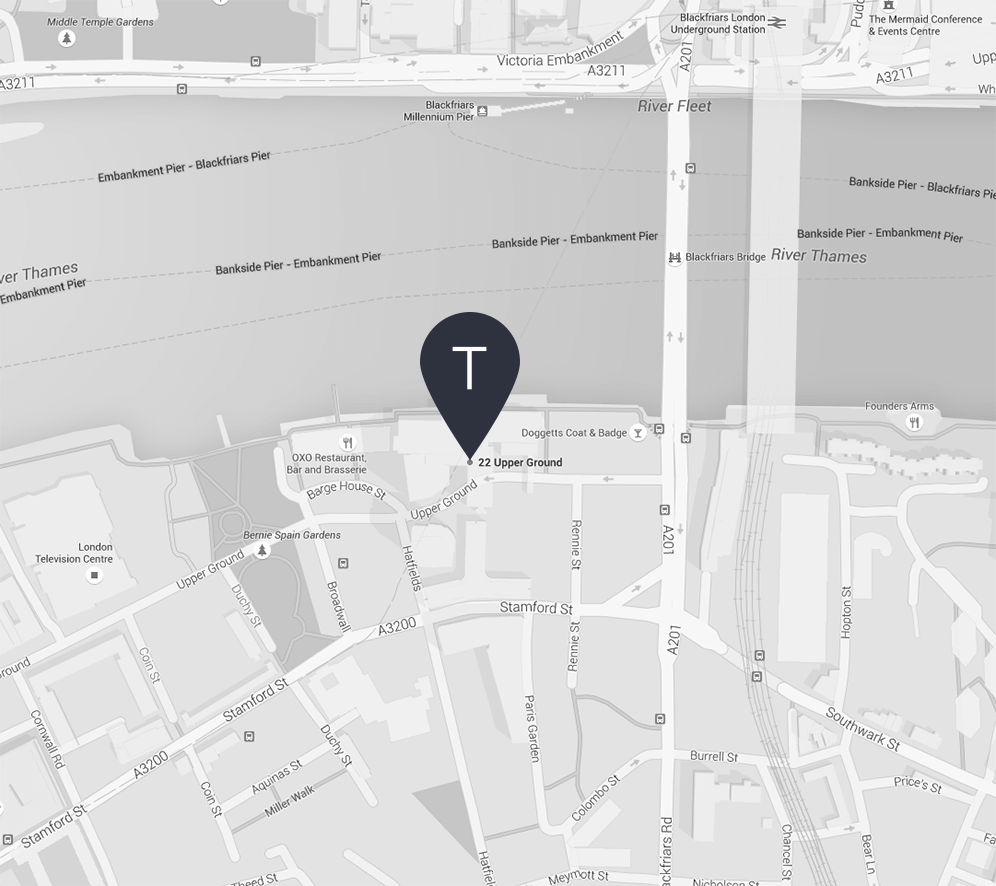 Middle Temple Gardens
Blackfriars London
Underground Station
The Mermaid Conference
& Events Centre
Victoria Embankment
A3211
A201
A3211
A3211
Blackfriars
Millennium Pier
River Fleet
Embankment Pier - Blackfriars Pier
Bankside Pier - Blackfriars Pie
Bankside Pier - Embankment Pier
Bankside Pier - Embankment Pier
Bankside Pier - Embankment Pier
Blackfriars Bridge
River Thames
ver Thames
Embankment Pier
T
Founders Arms
Doggetts Coat & Badge
OXO Restaurant,
Bar and Brasserie
22 Upper Ground
Barge House St
Upper Ground
Bernie Spain Gardens
London
Television Centre
Upper Ground
Hatfields
Rennie St
A201
Duchy St
Broadwall
Stamford St
Hopton St
A3200
Rennie St
A201
Coin St
round
Stamford St
Paris Garden
Cornwall Rd
Duchy St
Southwark St
A3200
Burrell St
Aquinas St
Coin St
Miller Walk
Colombo St
Price's St
Stamford St
ackfriars Rd
Chancel St
Bear Ln
Fa
Hatfiel
Theed St
Meymott St
Nicholson St
Upp
Wh
Pudd